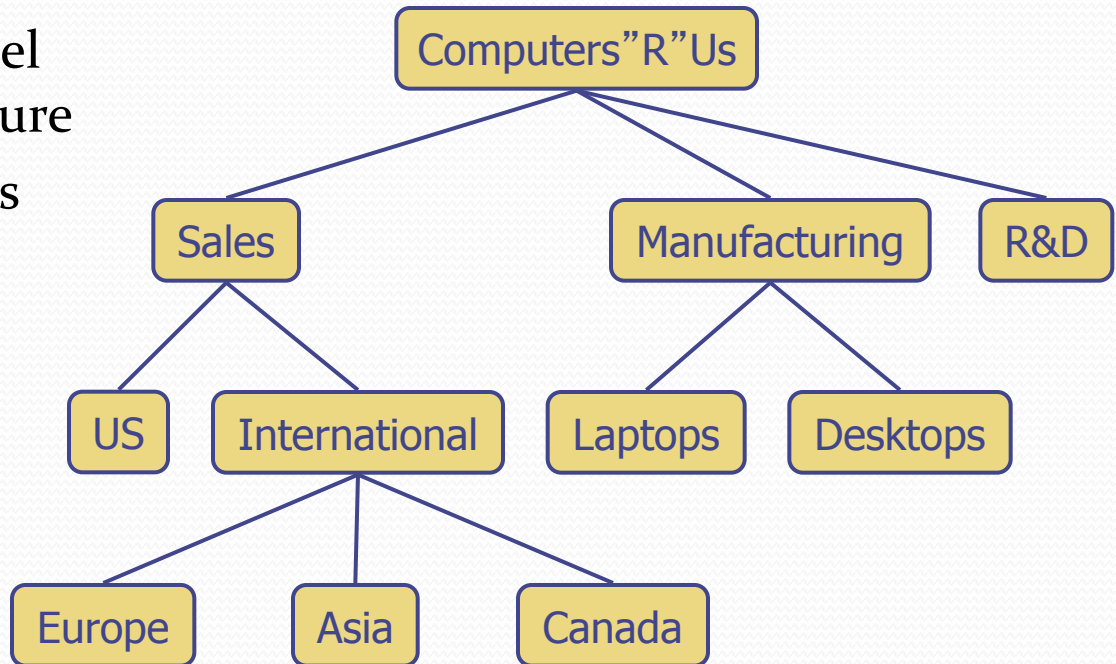 el
ure
s
Computers”R”Us
Sales
Manufacturing
R&D
US
International
Laptops
Desktops
Europe
Asia
Canada